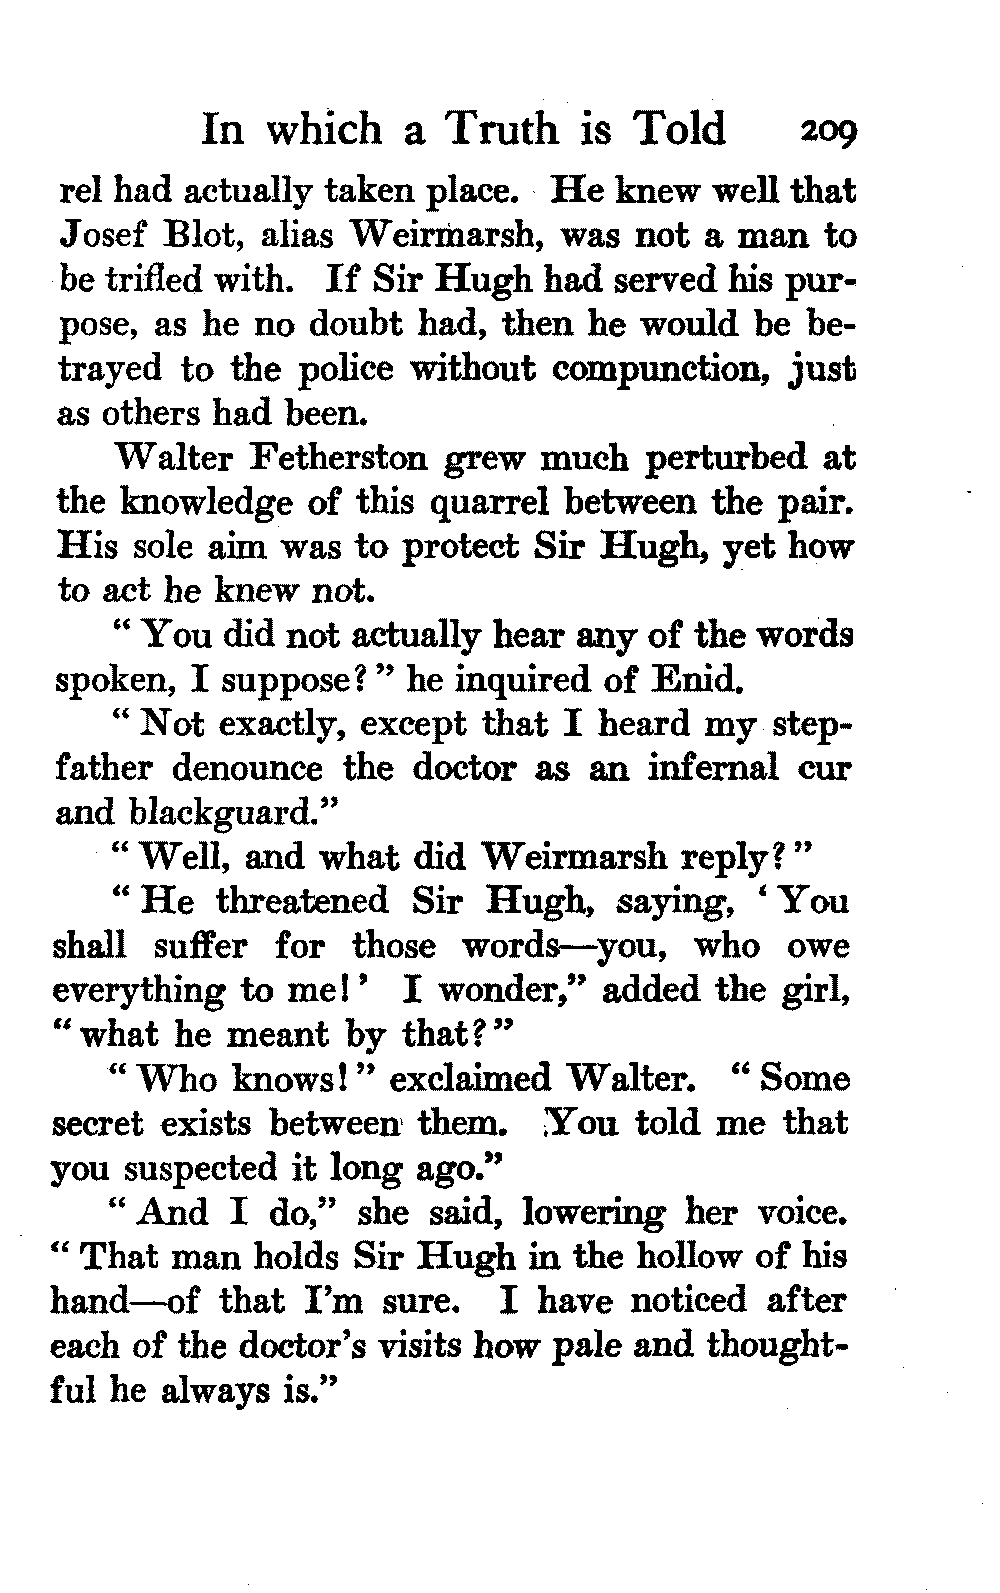 In which a Truth is Told 209
rel had actually taken place. He knew well that
Josef Blot, alias Weirmarsh, was not a man to
be trifled with. If Sir Hugh had served his pur-
pose, as he no doubt had, then he would be be-
trayed to the police without compunction, just
as others had been.
Walter Fetherston grew much perturbed at
the knowledge of this quarrel between the pair.
His sole aim was to protect Sir Hugh, yet how
to act he knew not.
“ You did not actually hear any of the words
spoken, I suppose? ” he inquired of Enid.
“ Not exactly, except that I heard my step-
father denounce the doctor as an infernal cur
and blackguard.”
“ Well, and what did Weirmarsh reply? ”
“ He threatened Sir Hugh, saying, ‘ You
shall suffer for those words—you, who owe
everything to me! ’ I wonder,” added the girl,
“ what he meant by that? ”
“ Who knows! ” exclaimed Walter. “ Some
secret exists between them. You told me that
you suspected it long ago.”
“ And I do,” she said, lowering her voice.
“ That man holds Sir Hugh in the hollow of his
hand—of that I’m sure. I have noticed after
each of the doctor’s visits how pale and thought-
ful he always is.”